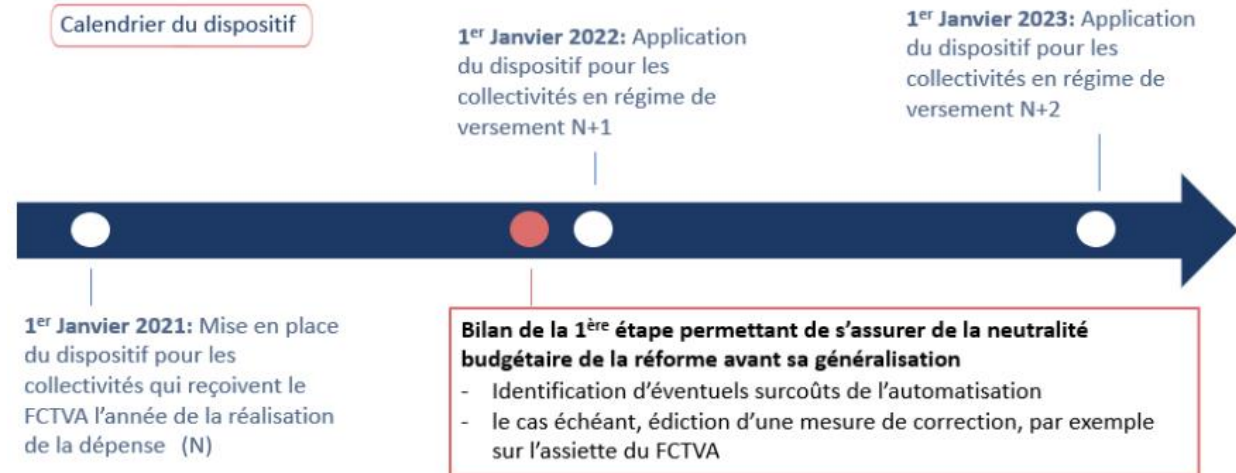 Calendrier du dispositif
1er Janvier 2022: Application
du dispositif pour les
collectivités en régime de
versement N+1
1er Janvier 2023: Application
du dispositif pour les
collectivités en régime de
versement N+2
1er Janvier 2021: Mise en place
du dispositif pour les
collectivités qui reçoivent le
FCTVA l'année de la réalisation
de la dépense (N)
Bilan de la 1ère étape permettant de s'assurer de la neutralité
budgétaire de la réforme avant sa généralisation
- Identification d'éventuels surcoûts de l'automatisation
- le cas échéant, édiction d'une mesure de correction, par exemple
sur l'assiette du FCTVA